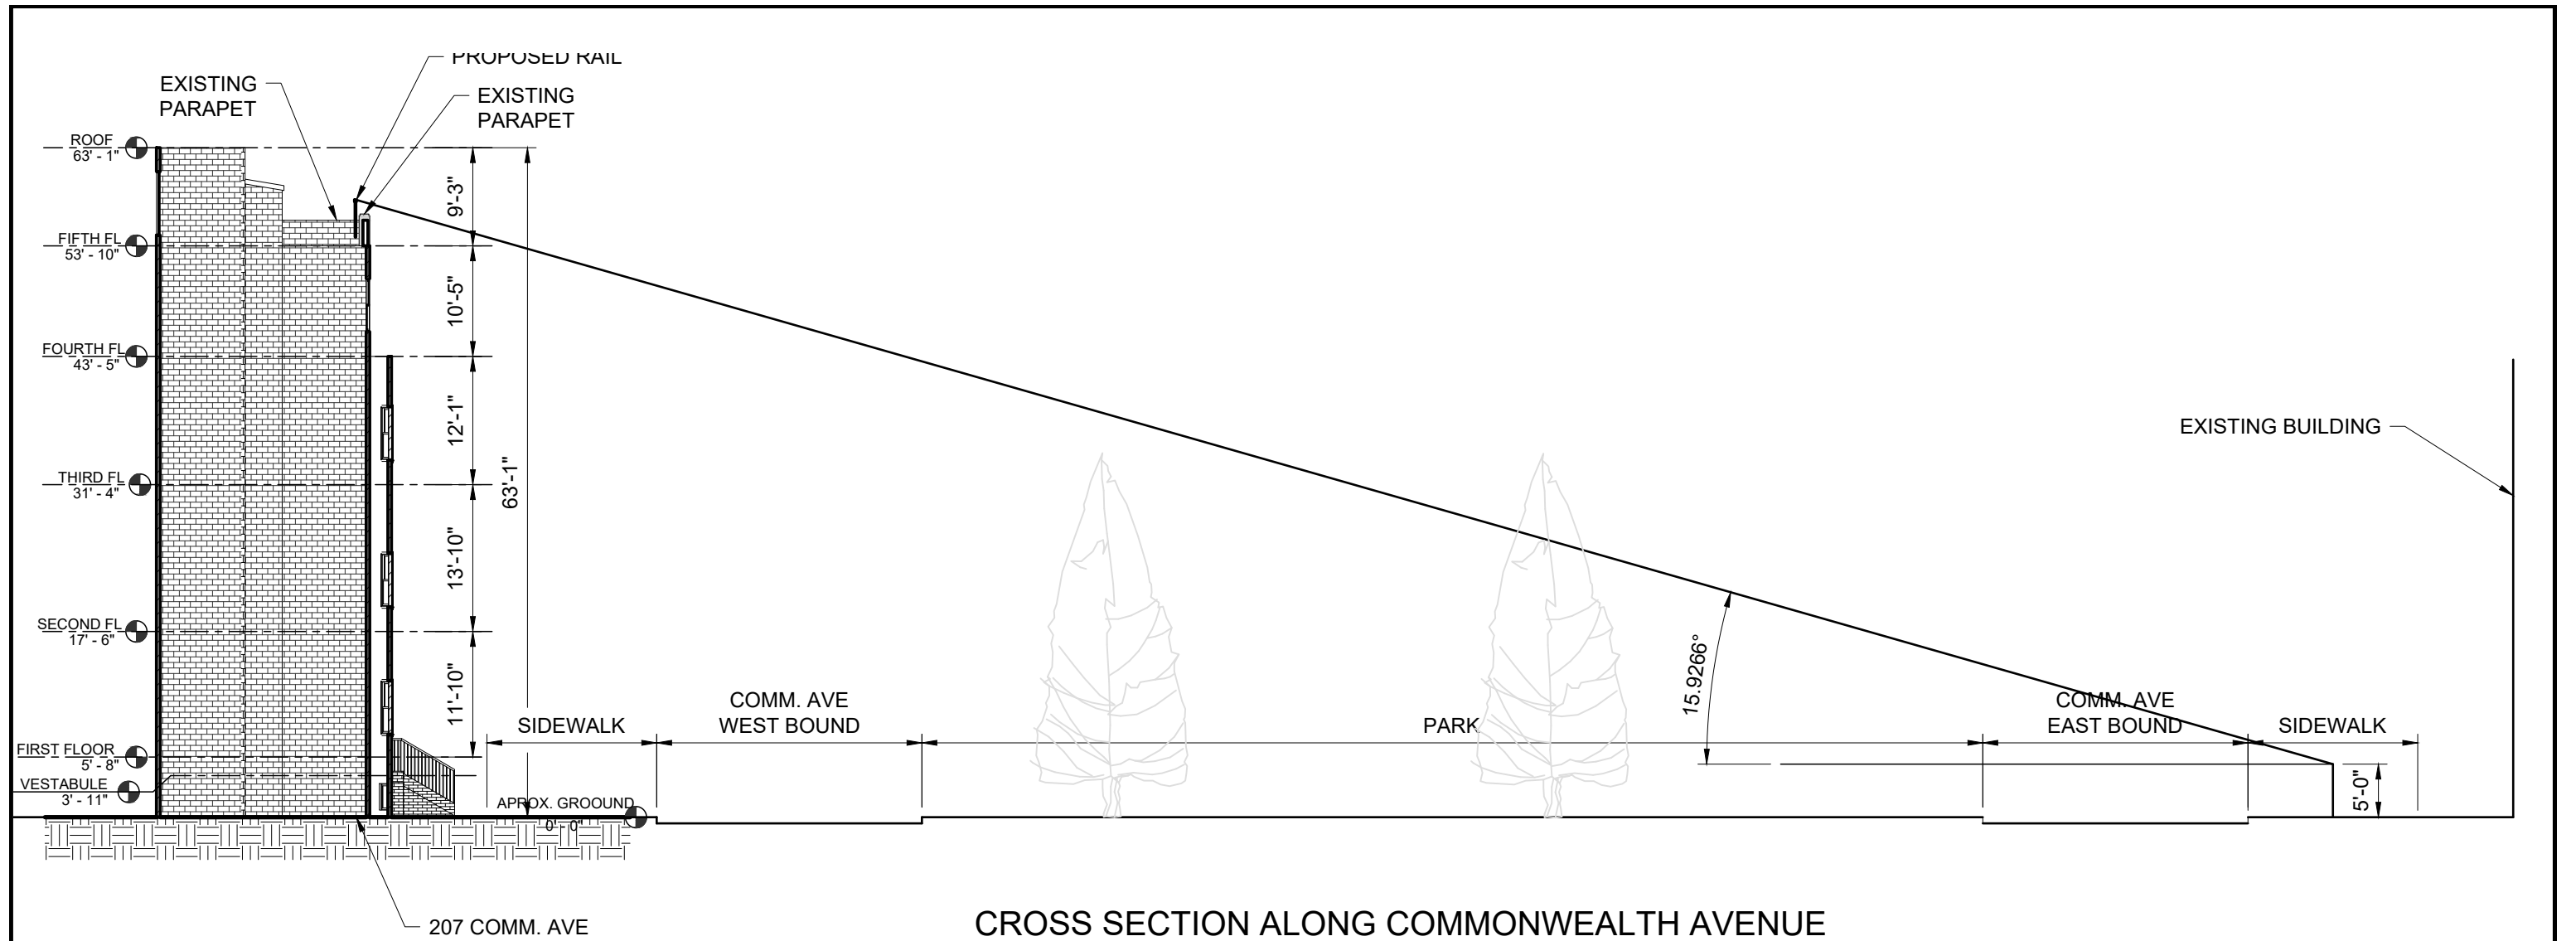 PROPOSED RAIL
EXISTING
PARAPET
EXISTING
PARAPET
ROOF
63' - 1"
FIFTH FL
53' - 10"
FOURTH FL
43' - 5"
THIRD FL
31' - 4"
SECOND FL
17' - 6"
FIRST FLOOR
5' - 8"
VESTABULE
3' - 11"
9'-3"
10'-5"
12'-1"
13'-10"
11'-10"
63'-1"
SIDEWALK
COMM. AVE
WEST BOUND
PARK
15.9266°
COMM. AVE
EAST BOUND
SIDEWALK
5'-0"
EXISTING BUILDING
APROX. GROOUND
0' - 0"
207 COMM. AVE
CROSS SECTION ALONG COMMONWEALTH AVENUE